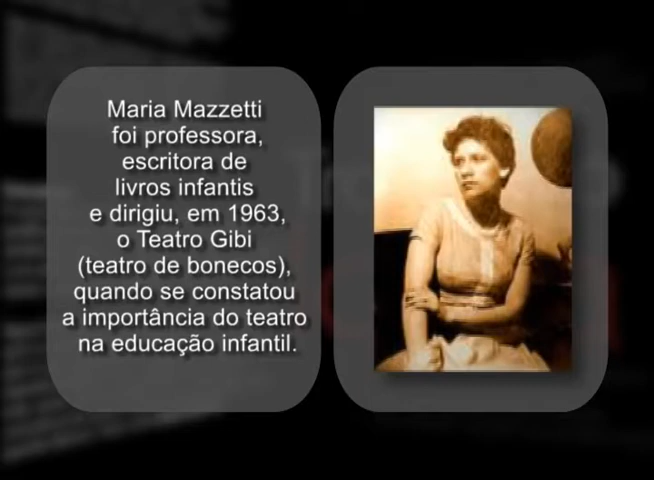 Maria Mazzetti
foi professora,
escritora de
livros infantis
e dirigiu, em 1963,
o Teatro Gibi
(teatro de bonecos),
quando se constatou
a importância do teatro
na educação infantil.